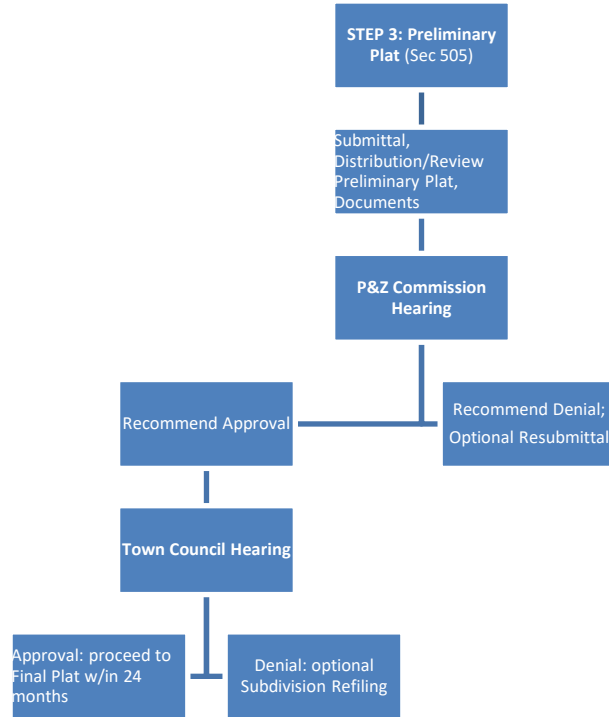 STEP 3: Preliminary
Plat (Sec 505)
Submittal,
Distribution/Review
Preliminary Plat,
Documents
P&Z Commission
Hearing
Recommend Approval
Recommend Denial;
Optional Resubmittal
Town Council Hearing
Approval: proceed to
Final Plat w/in 24
months
Denial: optional
Subdivision Refiling